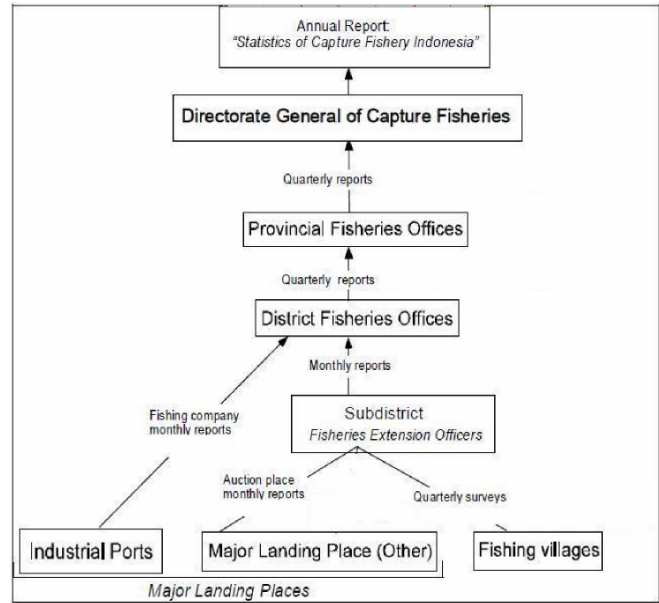 Annual Report:
"Statistics of Capture Fishery Indonesia"
Directorate General of Capture Fisheries
Quarterly reports
Provincial Fisheries Offices
Quarterly reports
District Fisheries Offices
Monthly reports
Fishing company
monthly reports
Subdistrict
Fisheries Extension Officers
Auction place
monthly reports
Quarterly surveys
Industrial Ports
Major Landing Place (Other)
Fishing villages
Major Landing Places